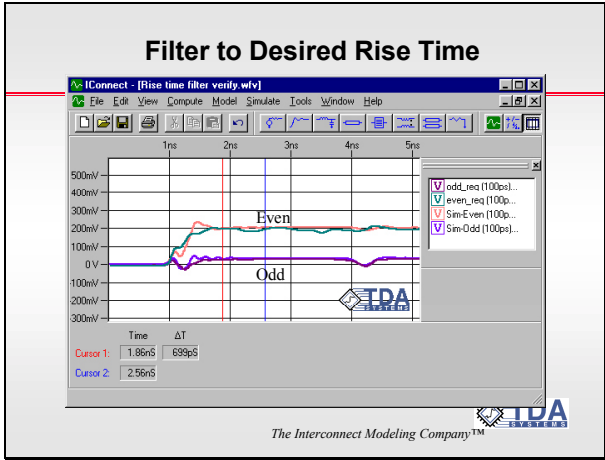 Filter to Desired Rise Time
IConnect - [Rise time filter verify.wfv]
File Edit View Compute Model Simulate Tools Window Help
1ns 2ns 3ns 4ns 5ns
500mV
400mV
300mV
200mV
100mV
0 V
-100mV
-200mV
-300mV
Even
Odd
TDA
SYSTEMS
odd_req (100ps)...
even_req (100p...
Sim-Even (100p...
Sim-Odd (100ps)...
Time ΔT
Cursor 1: 1.86nS 699pS
Cursor 2: 2.56nS
TDA
SYSTEMS
The Interconnect Modeling Company™